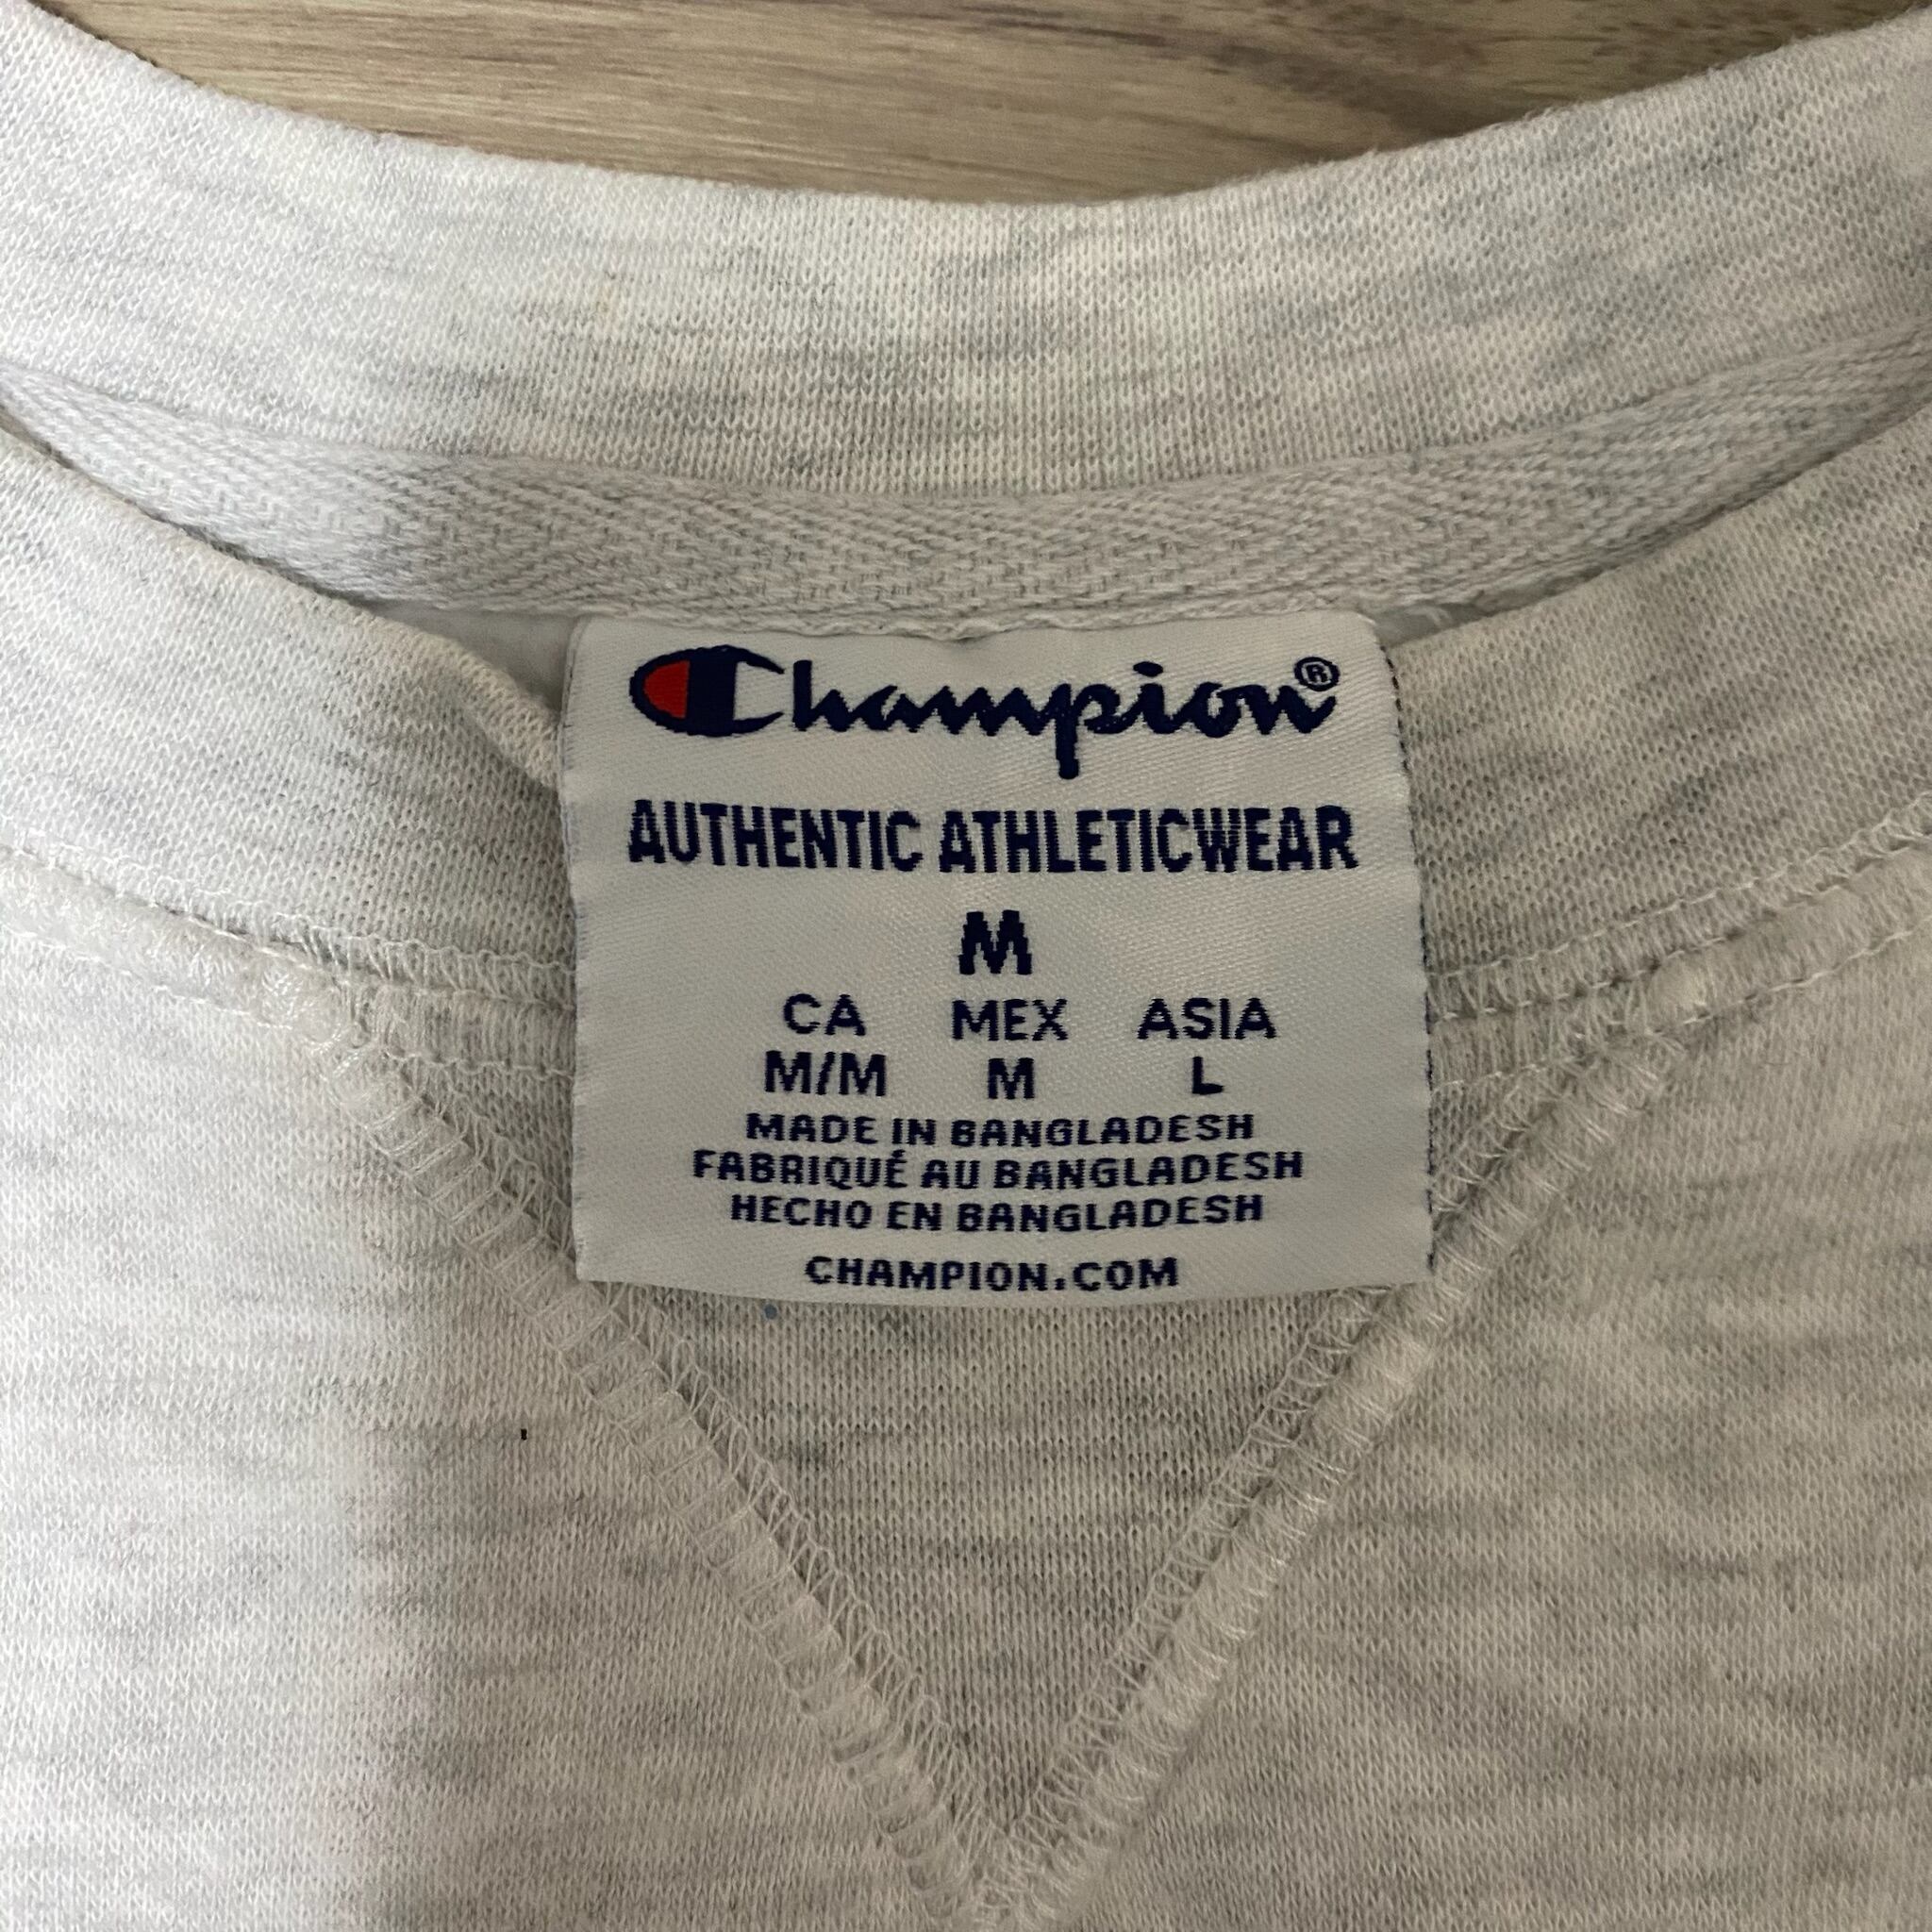 Champion®
AUTHENTIC ATHLETICWEAR
M
CA MEX ASIA
M/M M L
MADE IN BANGLADESH
FABRIQUÉ AU BANGLADESH
HECHO EN BANGLADESH
CHAMPION.COM